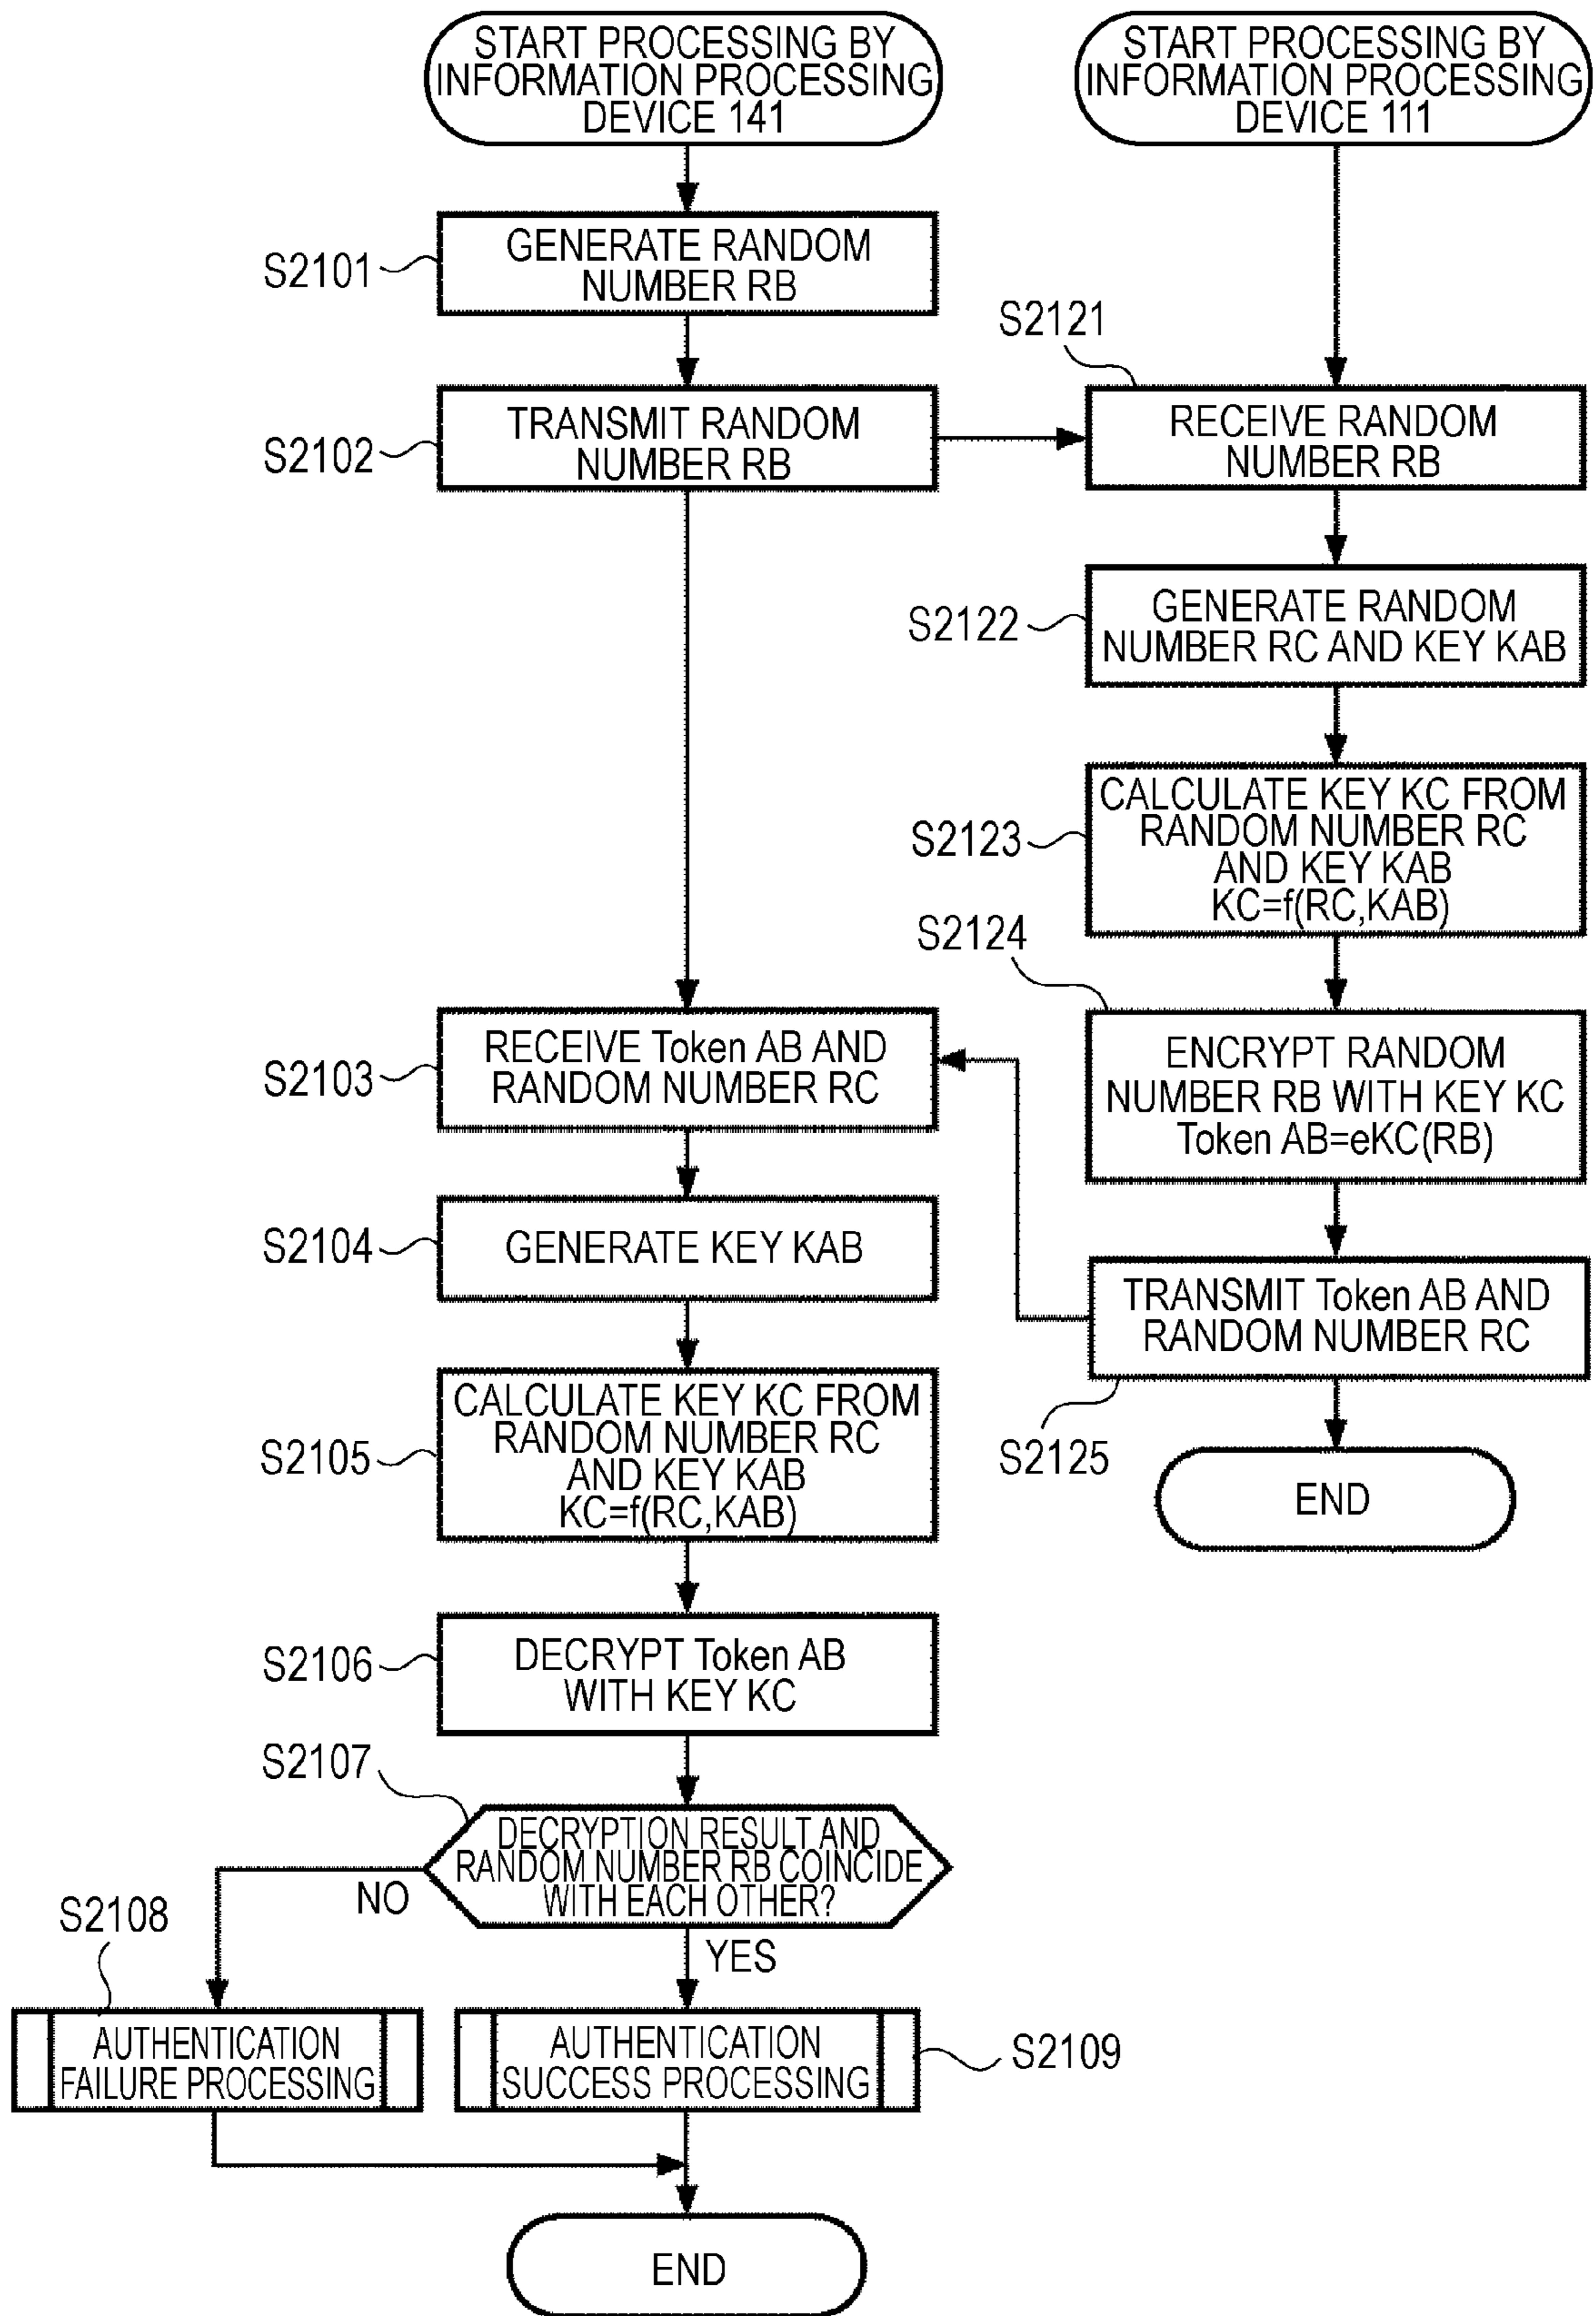 START PROCESSING BY
INFORMATION PROCESSING
DEVICE 141
S2101
GENERATE RANDOM
NUMBER RB
S2102
TRANSMIT RANDOM
NUMBER RB
S2103
RECEIVE Token AB AND
RANDOM NUMBER RC
S2104
GENERATE KEY KAB
S2105
CALCULATE KEY KC FROM
RANDOM NUMBER RC
AND KEY KAB
KC=f(RC,KAB)
S2106
DECRYPT Token AB
WITH KEY KC
S2107
DECRYPTION RESULT AND
RANDOM NUMBER RB COINCIDE
WITH EACH OTHER?
NO
YES
S2108
AUTHENTICATION
FAILURE PROCESSING
AUTHENTICATION
SUCCESS PROCESSING
S2109
END
START PROCESSING BY
INFORMATION PROCESSING
DEVICE 111
S2121
RECEIVE RANDOM
NUMBER RB
S2122
GENERATE RANDOM
NUMBER RC AND KEY KAB
S2123
CALCULATE KEY KC FROM
RANDOM NUMBER RC
AND KEY KAB
KC=f(RC,KAB)
S2124
ENCRYPT RANDOM
NUMBER RB WITH KEY KC
Token AB=eKC(RB)
TRANSMIT Token AB AND
RANDOM NUMBER RC
S2125
END